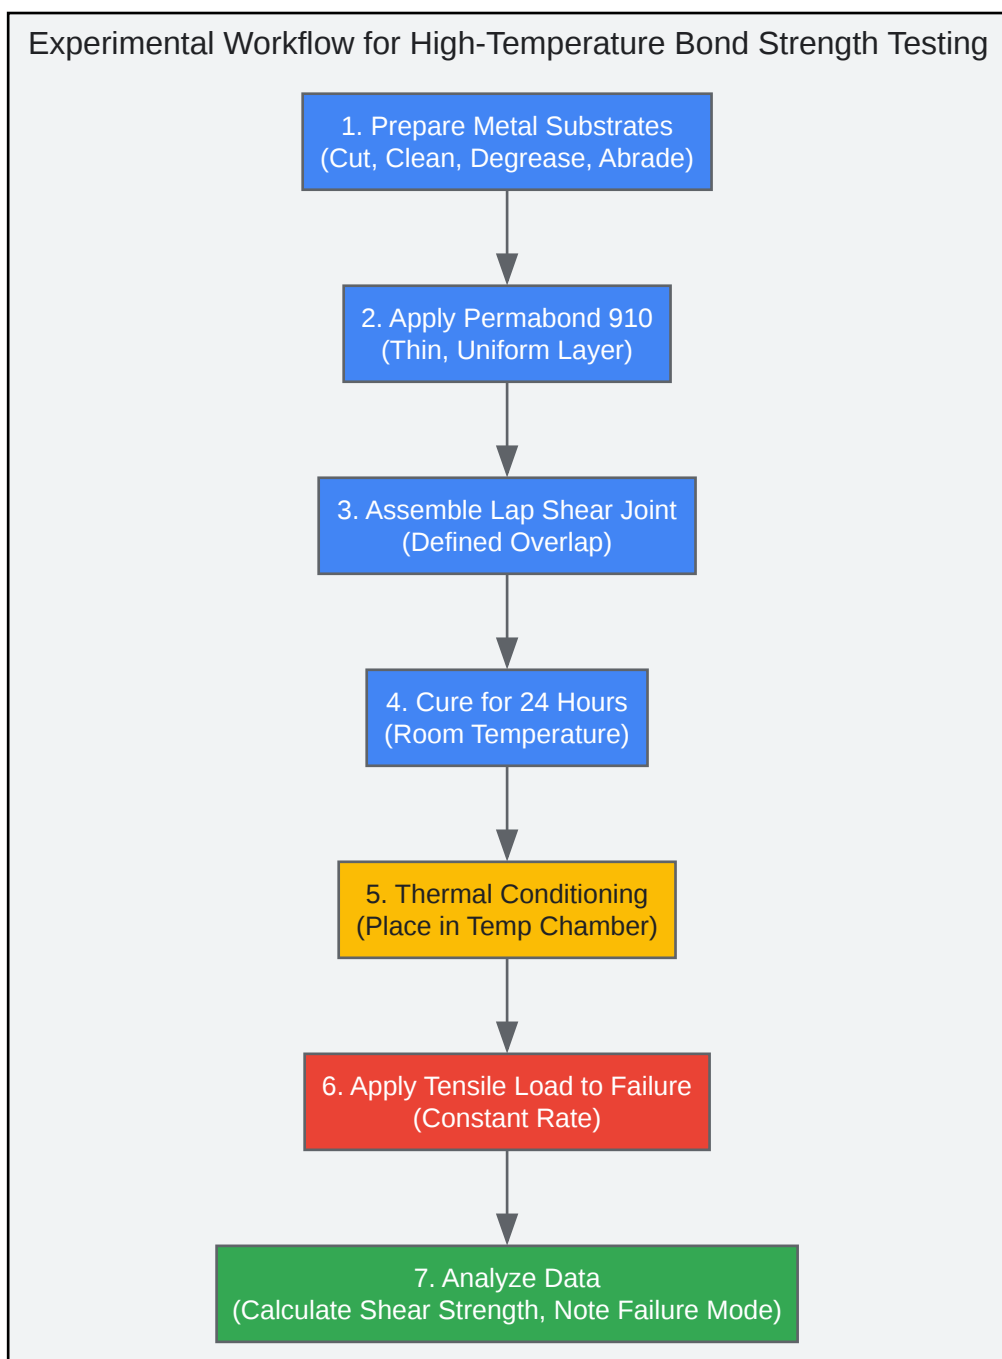 Experimental Workflow for High-Temperature Bond Strength Testing
1. Prepare Metal Substrates
(Cut, Clean, Degrease, Abrade)
2. Apply Permabond 910
(Thin, Uniform Layer)
3. Assemble Lap Shear Joint
(Defined Overlap)
4. Cure for 24 Hours
(Room Temperature)
5. Thermal Conditioning
(Place in Temp Chamber)
6. Apply Tensile Load to Failure
(Constant Rate)
7. Analyze Data
(Calculate Shear Strength, Note Failure Mode)